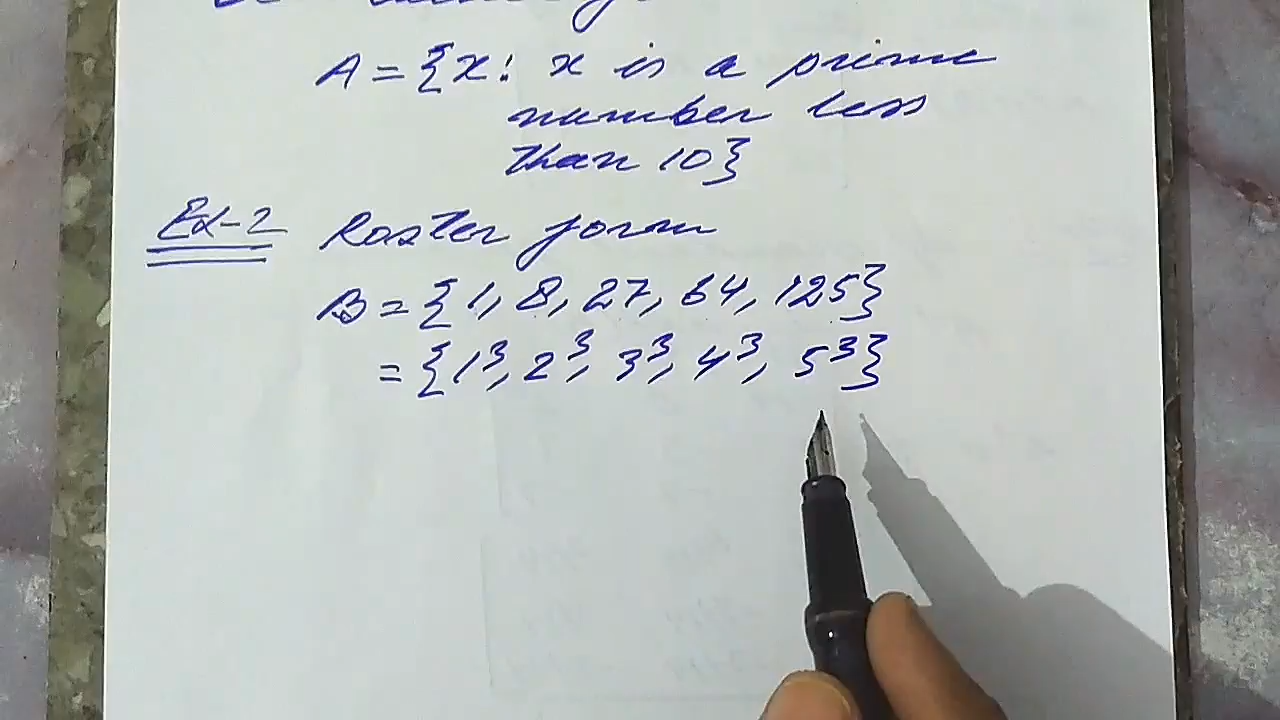 A = {x : x is a prime
number less
than 10}
Ex-2 Roster form
B = {1, 8, 27, 64, 125}
= {1³, 2³, 3³, 4³, 5³}